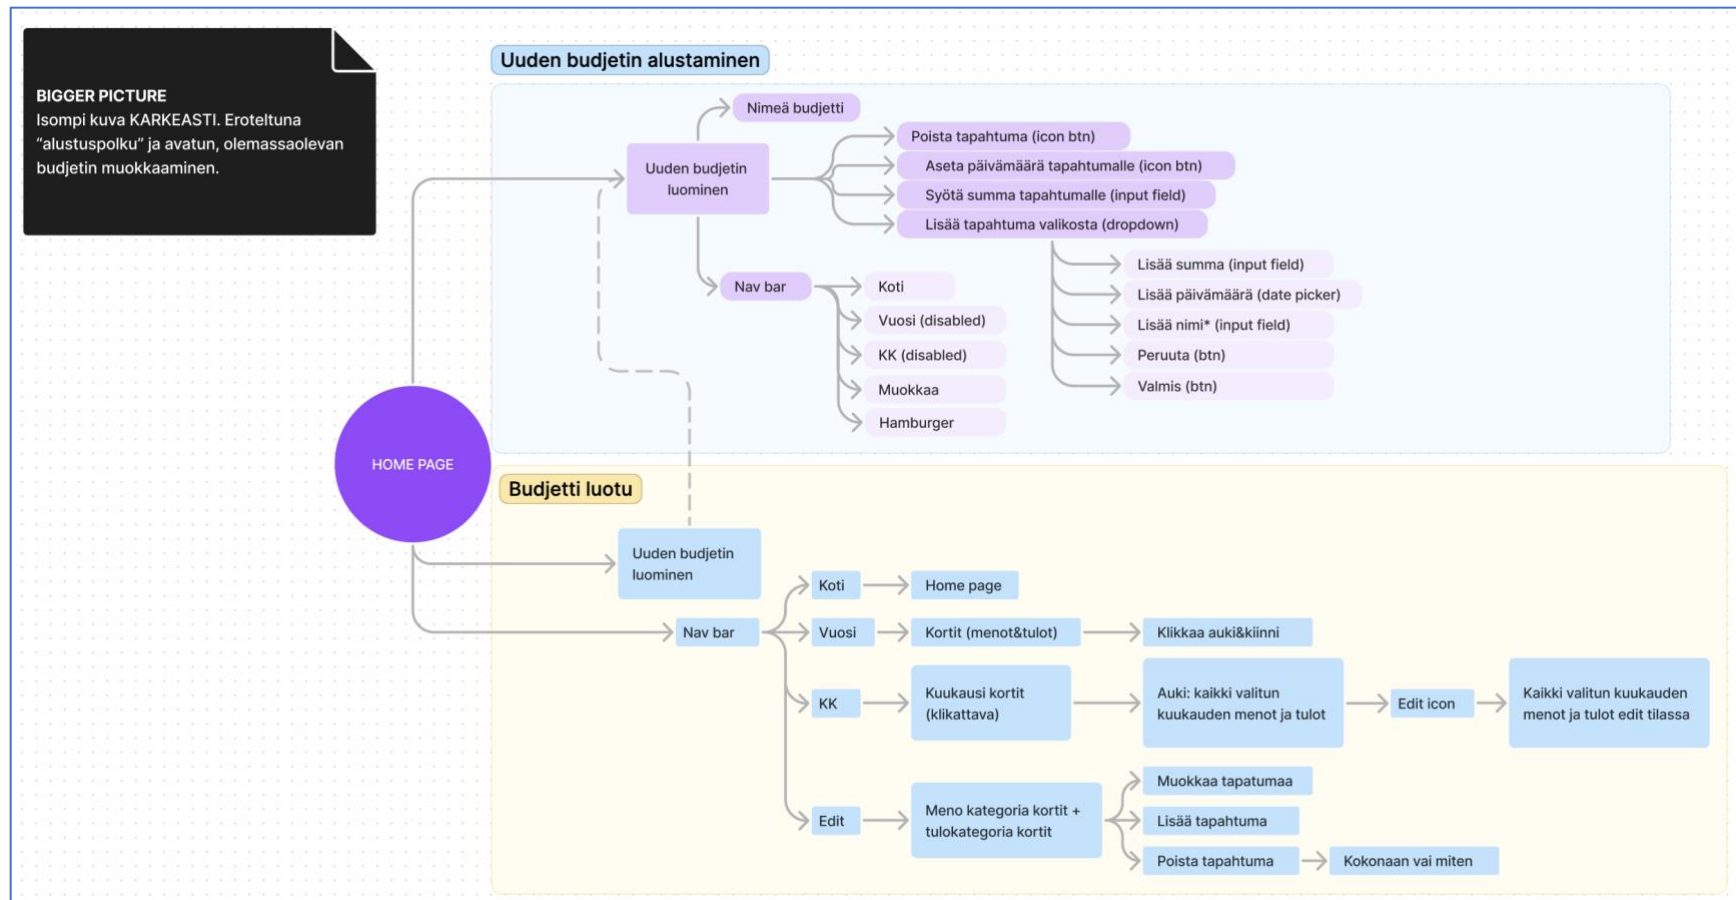 BIGGER PICTURE
Isompi kuva KARKEASTI. Eroteltuna
“alustuspolku” ja avatun, olemassaolevan
budjetin muokkaaminen.
Uuden budjetin alustaminen
Nimeä budjetti
Uuden budjetin
luominen
Poista tapahtuma (icon btn)
Aseta päivämäärä tapahtumalle (icon btn)
Syötä summa tapahtumalle (input field)
Lisää tapahtuma valikosta (dropdown)
Lisää summa (input field)
Lisää päivämäärä (date picker)
Lisää nimi* (input field)
Peruuta (btn)
Valmis (btn)
Nav bar
Koti
Vuosi (disabled)
KK (disabled)
Muokkaa
Hamburger
HOME PAGE
Budjetti luotu
Uuden budjetin
luominen
Nav bar
Koti
Home page
Vuosi
Kortit (menot&tulot)
Klikkaa auki&kiinni
KK
Kuukausi kortit
(klikattava)
Auki: kaikki valitun
kuukauden menot ja tulot
Edit icon
Kaikki valitun kuukauden
menot ja tulot edit tilassa
Edit
Meno kategoria kortit +
tulokategoria kortit
Muokkaa tapatumaa
Lisää tapahtuma
Poista tapahtuma
Kokonaan vai miten